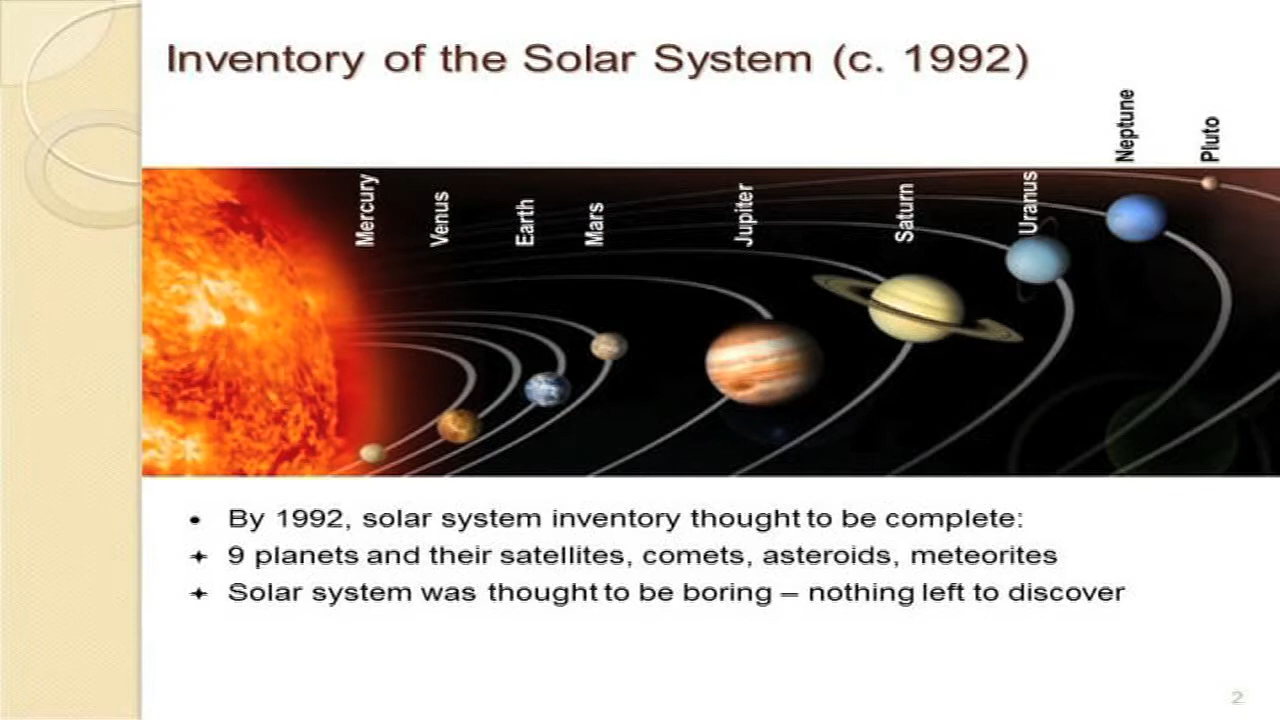 Inventory of the Solar System (c. 1992)
Mercury
Venus
Earth
Mars
Jupiter
Saturn
Uranus
Neptune
Pluto
• By 1992, solar system inventory thought to be complete:
✦ 9 planets and their satellites, comets, asteroids, meteorites
✦ Solar system was thought to be boring – nothing left to discover
2